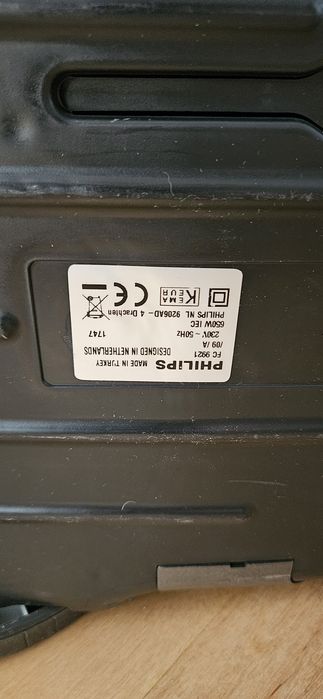 PHILIPS MADE IN TURKEY
FC 9921 DESIGNED IN NETHERLANDS
/09 /A
230V ~ 50Hz 1747
650W IEC
PHILIPS NL 9206AD - 4 Drachten
KEMA KEUR CE